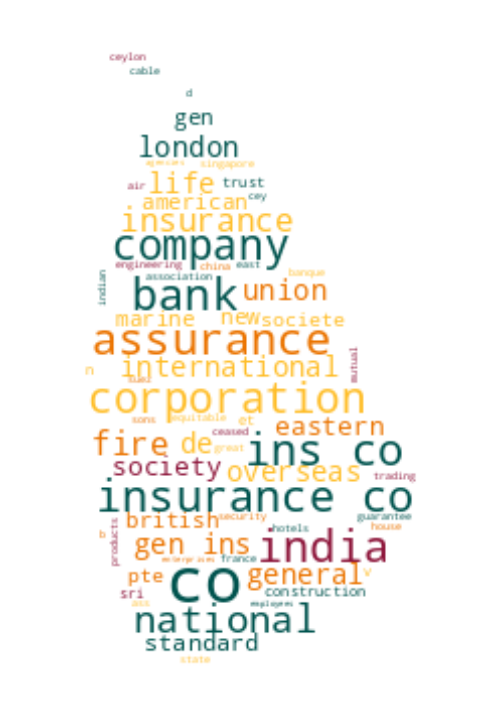 ceylon
cable
d
gen
london
agencies singapore
air life trust
american cey
insurance
company
engineering china east
association banque
indian
bank union
marine new societe
assurance
n international mutual
suez
corporation
sons equitable et
ceased eastern
fire de great ins co
society overseas trading
insurance co
british security guarantee
b products hotels house
gen ins india
enterprises france
pte co general v
sri construction
ass employees
national
standard
state